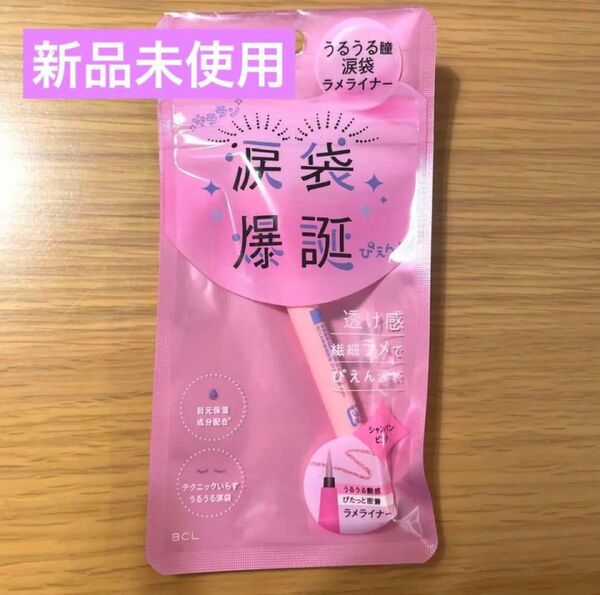 新品未使用
うるうる瞳
涙袋
ラメライナー
キララン
涙袋
爆誕
ぴえん
透け感
繊細ラメで
ぴえん涙袋
目元保湿
成分配合
シャンパン
ピンク
テクニックいらず
うるうる涙袋
うるうる艶感
ぴたっと密着
ラメライナー
BCL